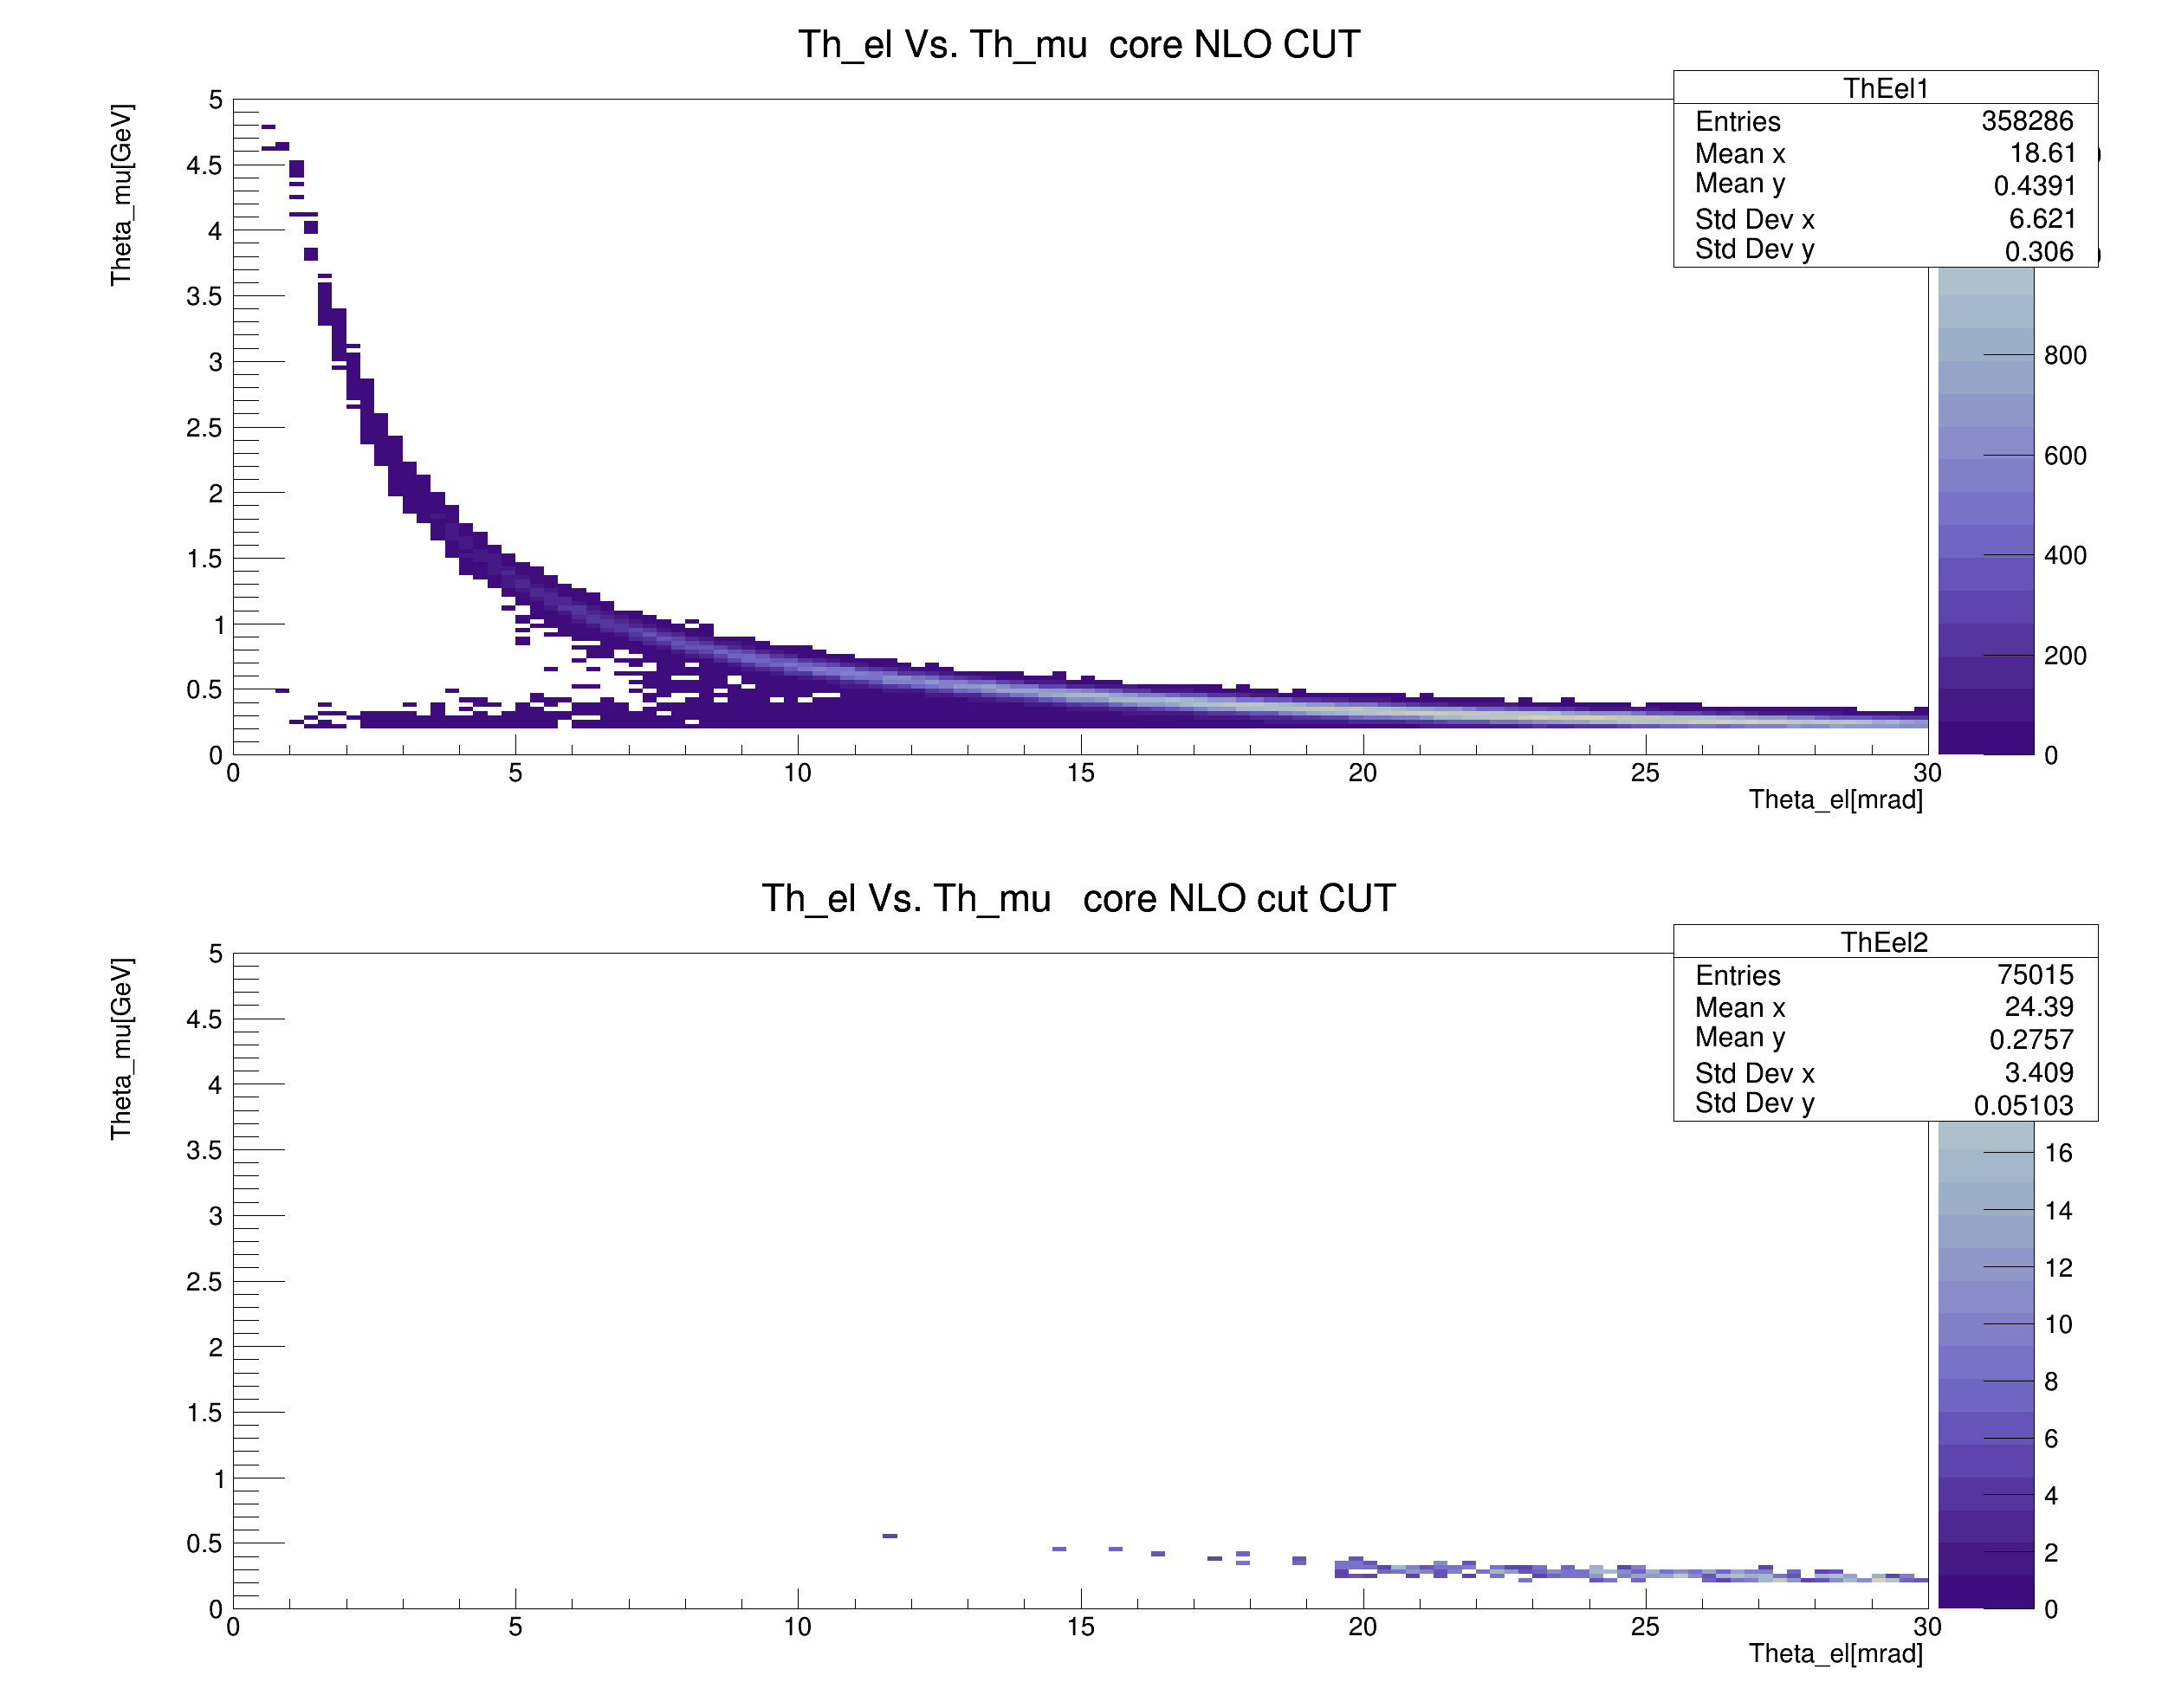 Th_el Vs. Th_mu  core NLO CUT
ThEel1
Entries 358286
Mean x 18.61
Mean y 0.4391
Std Dev x 6.621
Std Dev y 0.306
Theta_mu[GeV]
5
4.5
4
3.5
3
2.5
2
1.5
1
0.5
0
0 5 10 15 20 25 30
Theta_el[mrad]
800
600
400
200
0
Th_el Vs. Th_mu   core NLO cut CUT
ThEel2
Entries 75015
Mean x 24.39
Mean y 0.2757
Std Dev x 3.409
Std Dev y 0.05103
Theta_mu[GeV]
5
4.5
4
3.5
3
2.5
2
1.5
1
0.5
0
0 5 10 15 20 25 30
Theta_el[mrad]
16
14
12
10
8
6
4
2
0